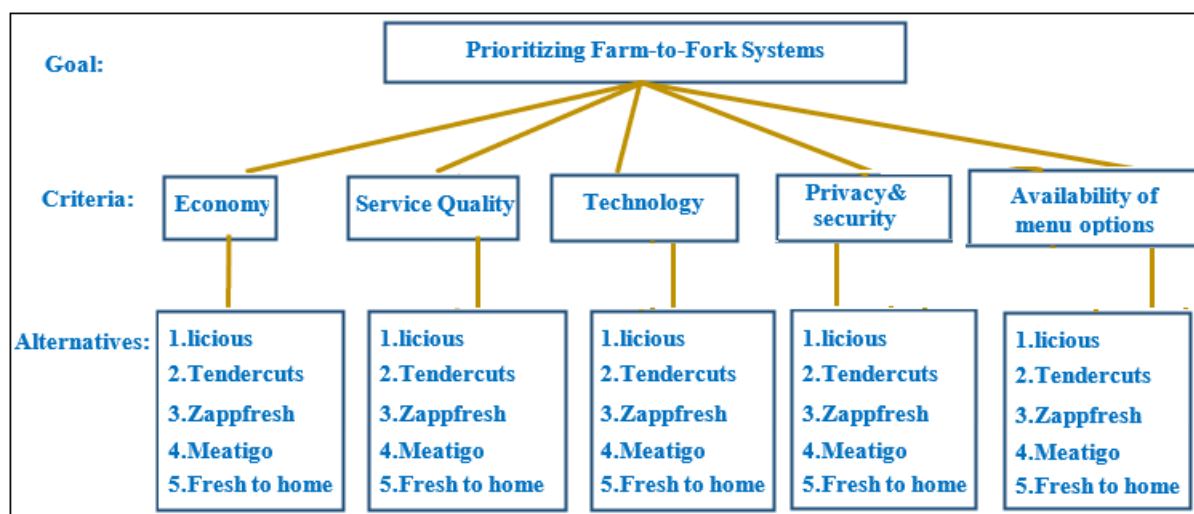 Goal:
Prioritizing Farm-to-Fork Systems
Criteria:
Economy
Service Quality
Technology
Privacy&
security
Availability of
menu options
Alternatives:
1.licious
2.Tendercuts
3.Zappfresh
4.Meatigo
5.Fresh to home
1.licious
2.Tendercuts
3.Zappfresh
4.Meatigo
5.Fresh to home
1.licious
2.Tendercuts
3.Zappfresh
4.Meatigo
5.Fresh to home
1.licious
2.Tendercuts
3.Zappfresh
4.Meatigo
5.Fresh to home
1.licious
2.Tendercuts
3.Zappfresh
4.Meatigo
5.Fresh to home